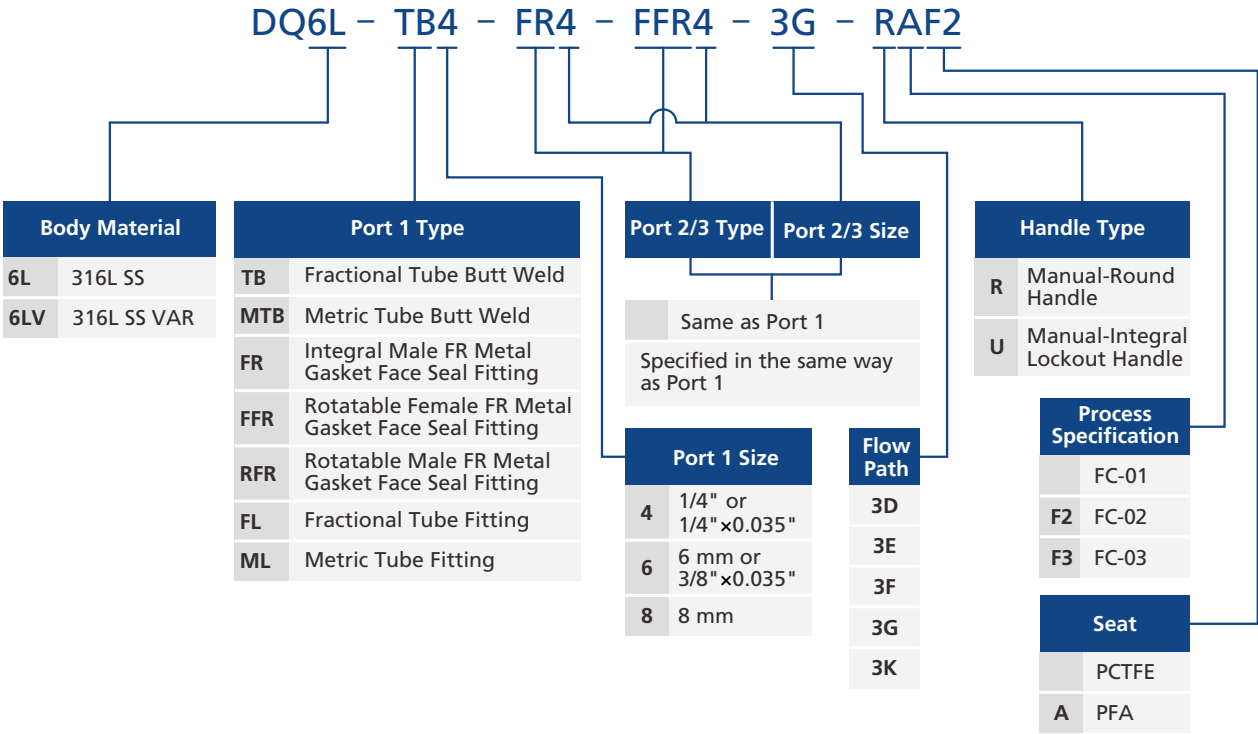 DQ6L – TB4 – FR4 – FFR4 – 3G – RAF2
Body Material
6L 316L SS
6LV 316L SS VAR
Port 1 Type
TB Fractional Tube Butt Weld
MTB Metric Tube Butt Weld
FR Integral Male FR Metal
Gasket Face Seal Fitting
FFR Rotatable Female FR Metal
Gasket Face Seal Fitting
RFR Rotatable Male FR Metal
Gasket Face Seal Fitting
FL Fractional Tube Fitting
ML Metric Tube Fitting
Port 2/3 Type Port 2/3 Size
Same as Port 1
Specified in the same way
as Port 1
Port 1 Size
4 1/4" or
1/4"×0.035"
6 6 mm or
3/8"×0.035"
8 8 mm
Flow
Path
3D
3E
3F
3G
3K
Handle Type
R Manual-Round
Handle
U Manual-Integral
Lockout Handle
Process
Specification
FC-01
F2 FC-02
F3 FC-03
Seat
PCTFE
A PFA